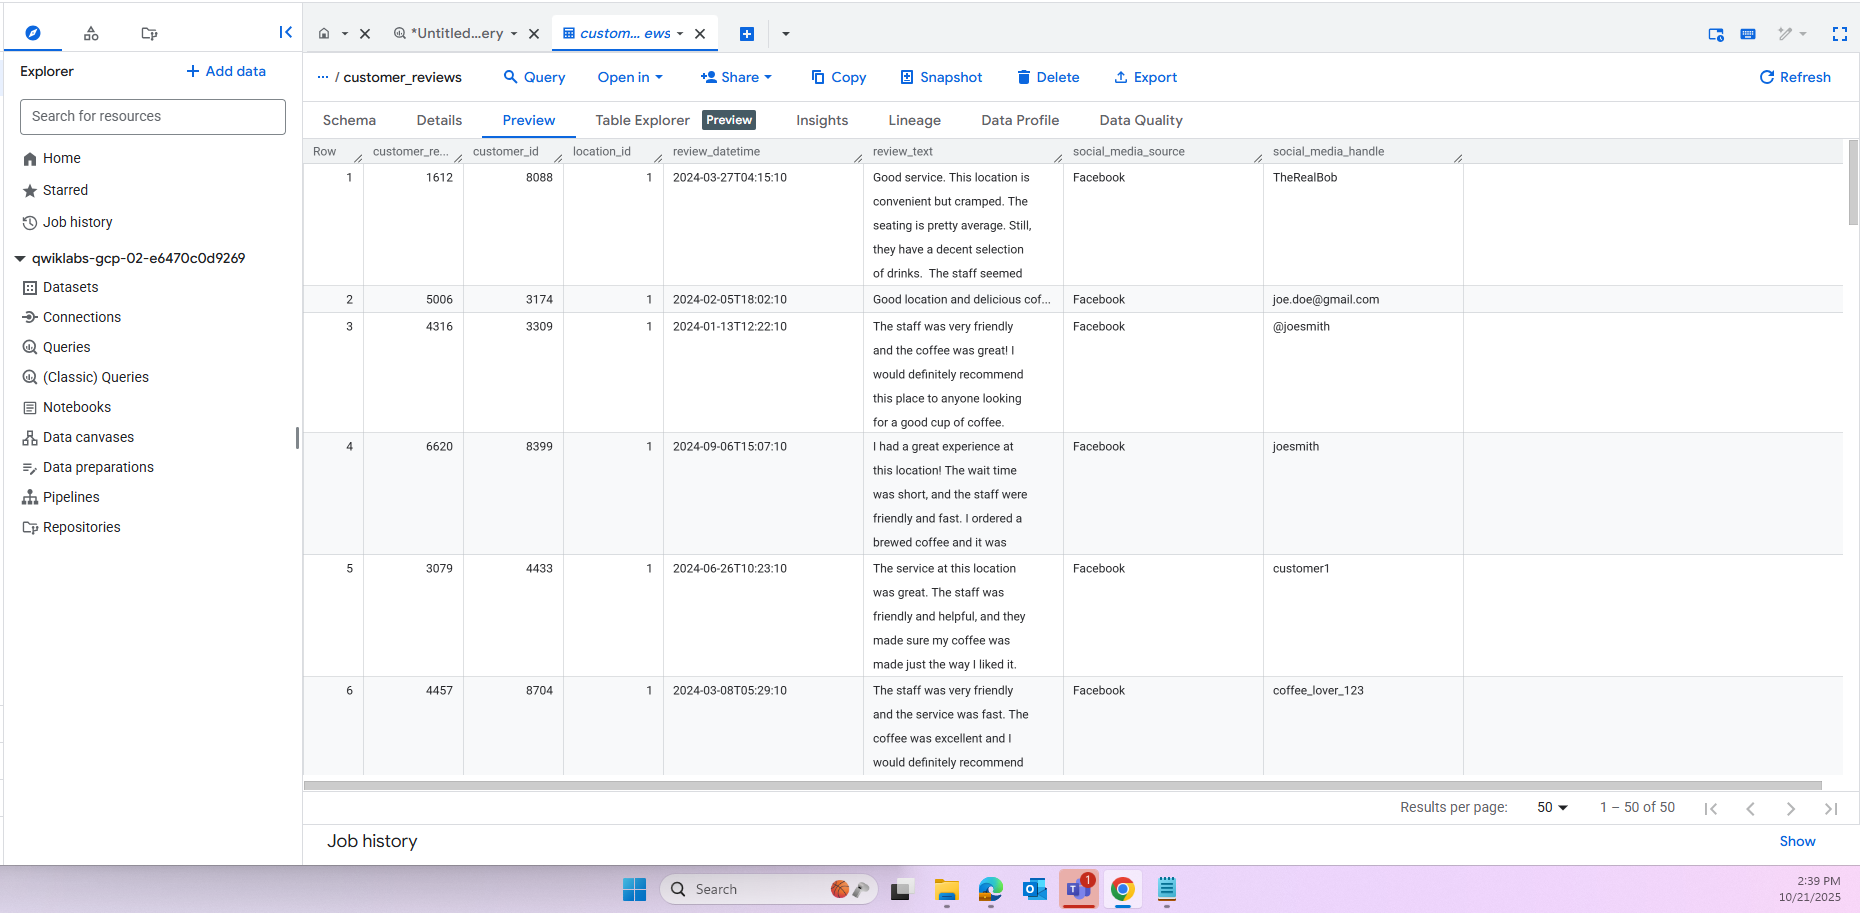 *Untitled...ery
custom... ews
Explorer
Add data
... / customer_reviews
Query
Open in
Share
Copy
Snapshot
Delete
Export
Refresh
Search for resources
Schema
Details
Preview
Table Explorer
Preview
Insights
Lineage
Data Profile
Data Quality
Home
Starred
Job history
qwiklabs-gcp-02-e6470c0d9269
Datasets
Connections
Queries
(Classic) Queries
Notebooks
Data canvases
Data preparations
Pipelines
Repositories
Row customer_re... customer_id location_id review_datetime review_text social_media_source social_media_handle
1 1612 8088 1 2024-03-27T04:15:10 Good service. This location is Facebook TheRealBob
convenient but cramped. The
seating is pretty average. Still,
they have a decent selection
of drinks. The staff seemed
2 5006 3174 1 2024-02-05T18:02:10 Good location and delicious cof... Facebook joe.doe@gmail.com
3 4316 3309 1 2024-01-13T12:22:10 The staff was very friendly Facebook @joesmith
and the coffee was great! I
would definitely recommend
this place to anyone looking
for a good cup of coffee.
4 6620 8399 1 2024-09-06T15:07:10 I had a great experience at Facebook joesmith
this location! The wait time
was short, and the staff were
friendly and fast. I ordered a
brewed coffee and it was
5 3079 4433 1 2024-06-26T10:23:10 The service at this location Facebook customer1
was great. The staff was
friendly and helpful, and they
made sure my coffee was
made just the way I liked it.
6 4457 8704 1 2024-03-08T05:29:10 The staff was very friendly Facebook coffee_lover_123
and the service was fast. The
coffee was excellent and I
would definitely recommend
Results per page: 50 1 – 50 of 50
Job history
Show
Search
1
2:39 PM
10/21/2025